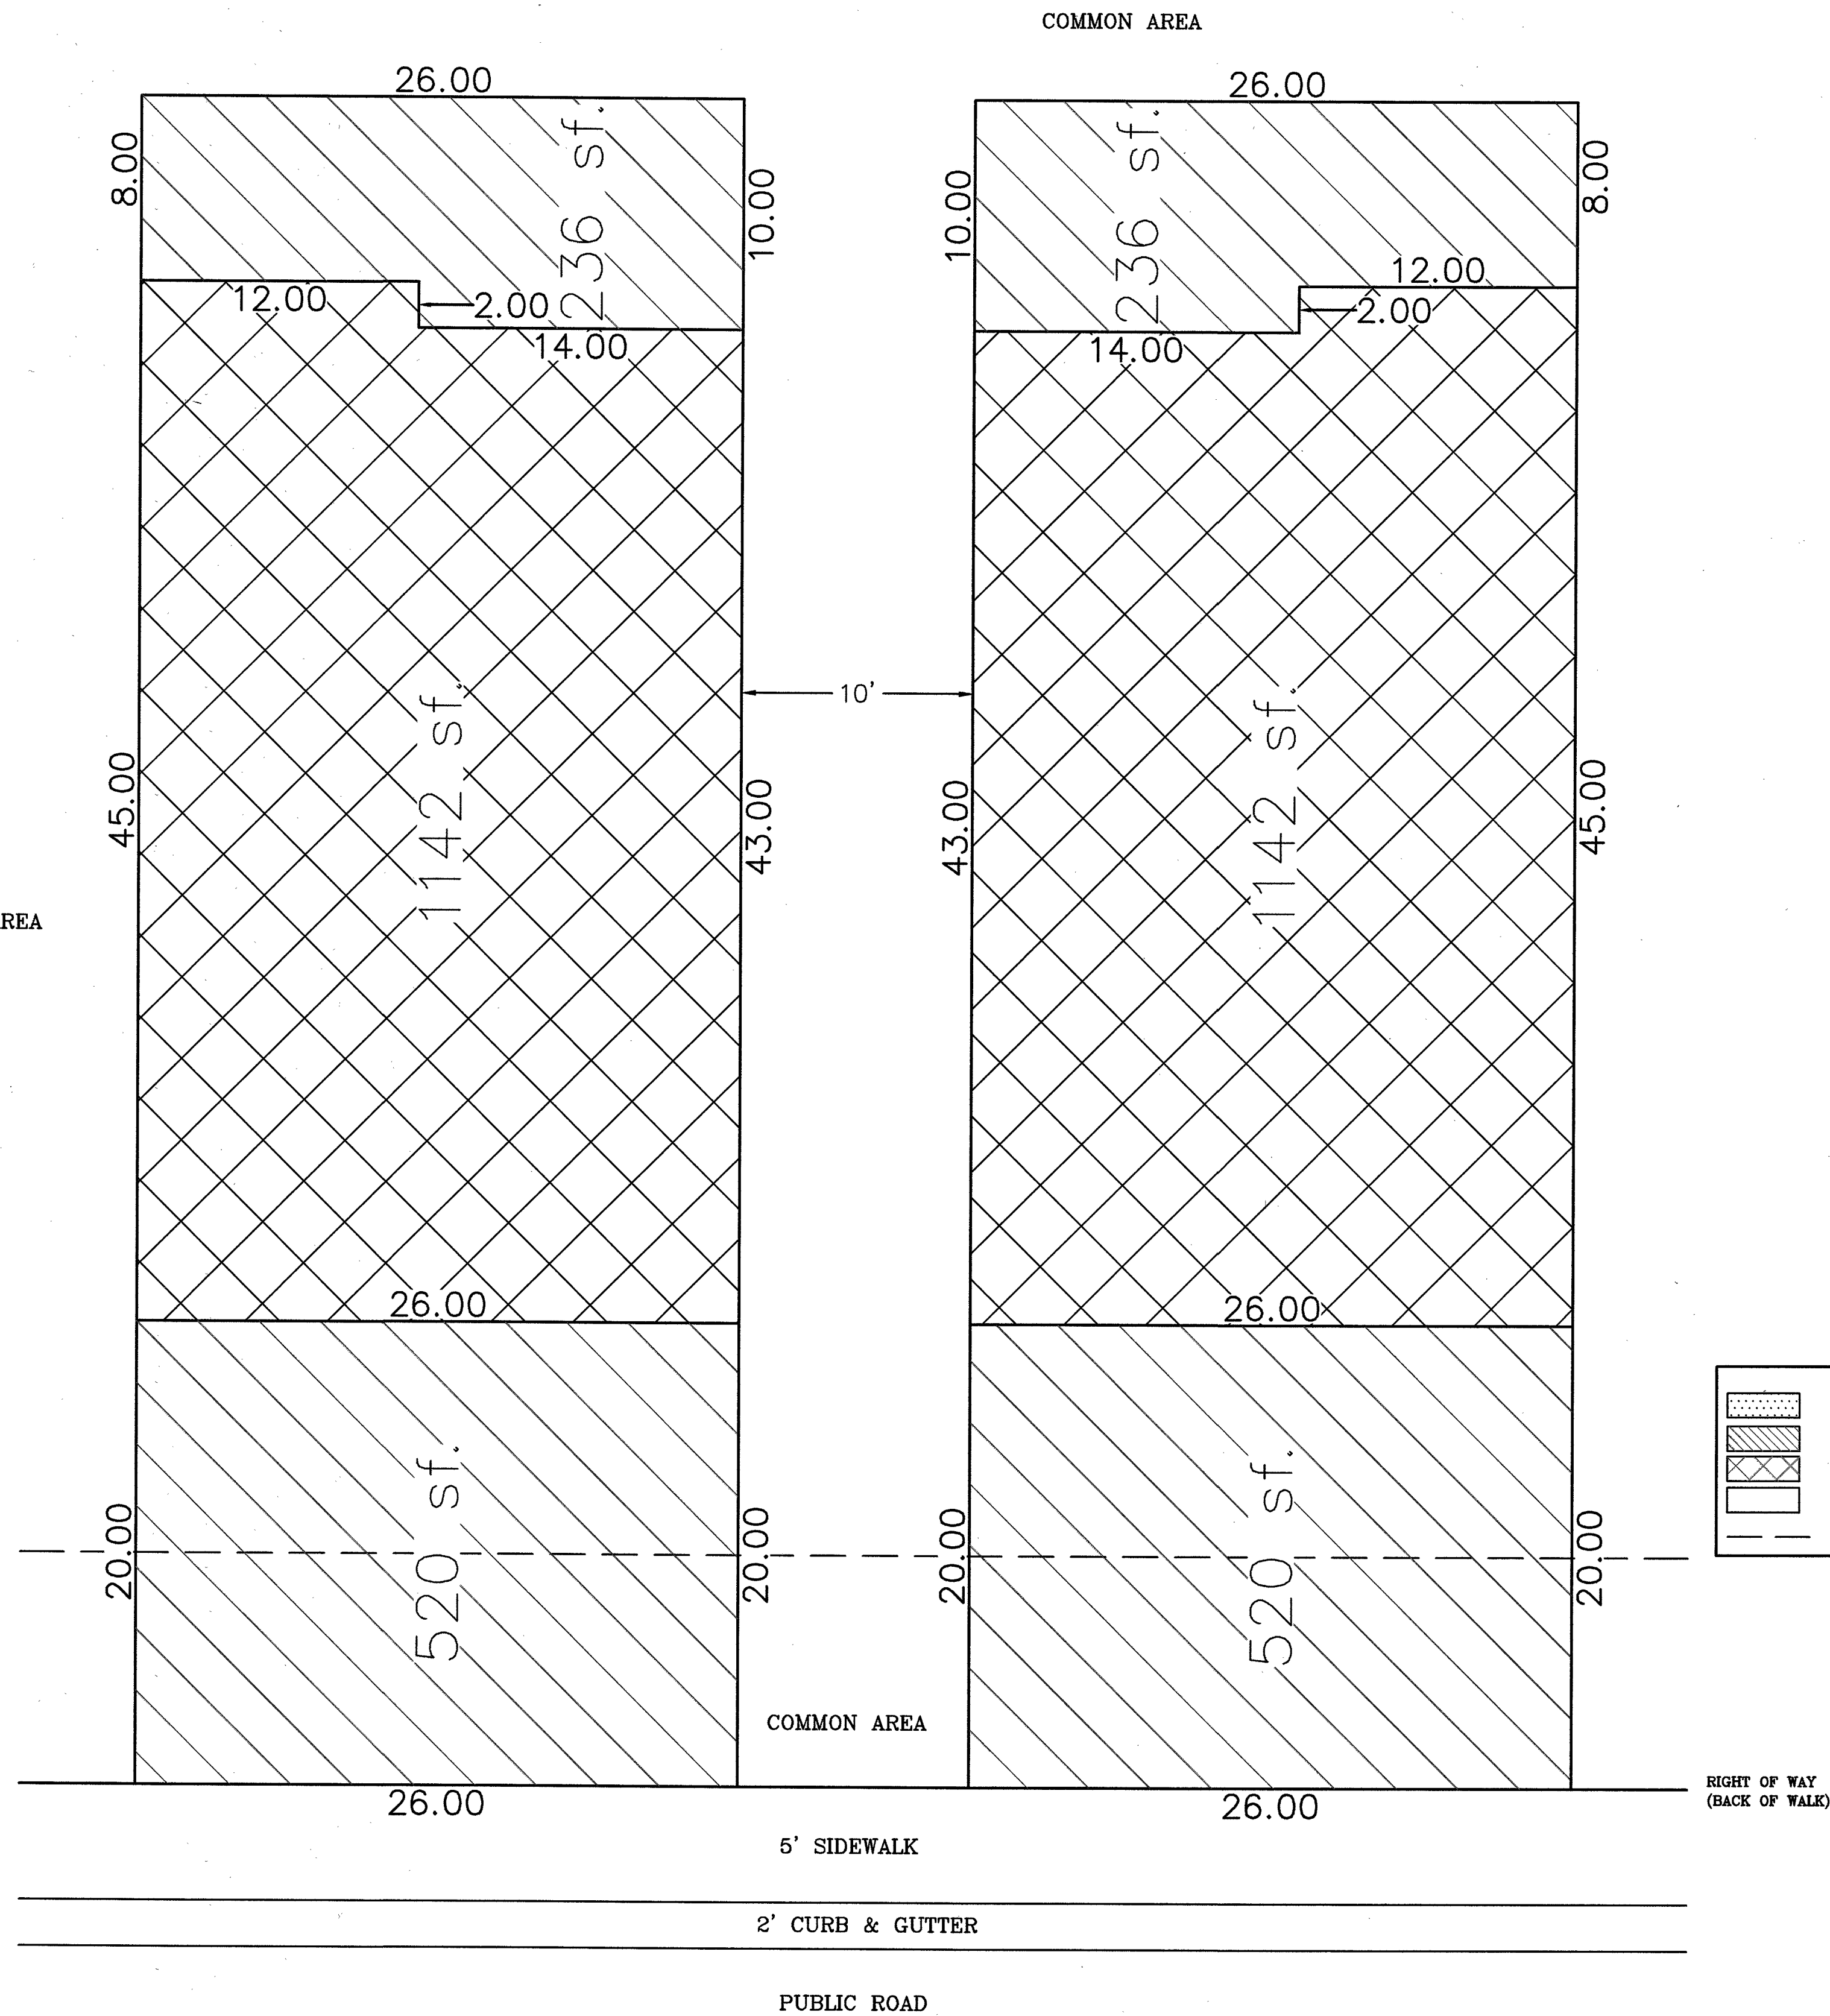 COMMON AREA
26.00
26.00
8.00
236 sf.
10.00
10.00
236 sf.
8.00
12.00
2.00
14.00
12.00
2.00
14.00
45.00
1142 sf.
43.00
10'
43.00
1142 sf.
45.00
REA
26.00
26.00
20.00
520 sf.
20.00
20.00
520 sf.
20.00
COMMON AREA
26.00
26.00
RIGHT OF WAY
(BACK OF WALK)
5' SIDEWALK
2' CURB & GUTTER
PUBLIC ROAD